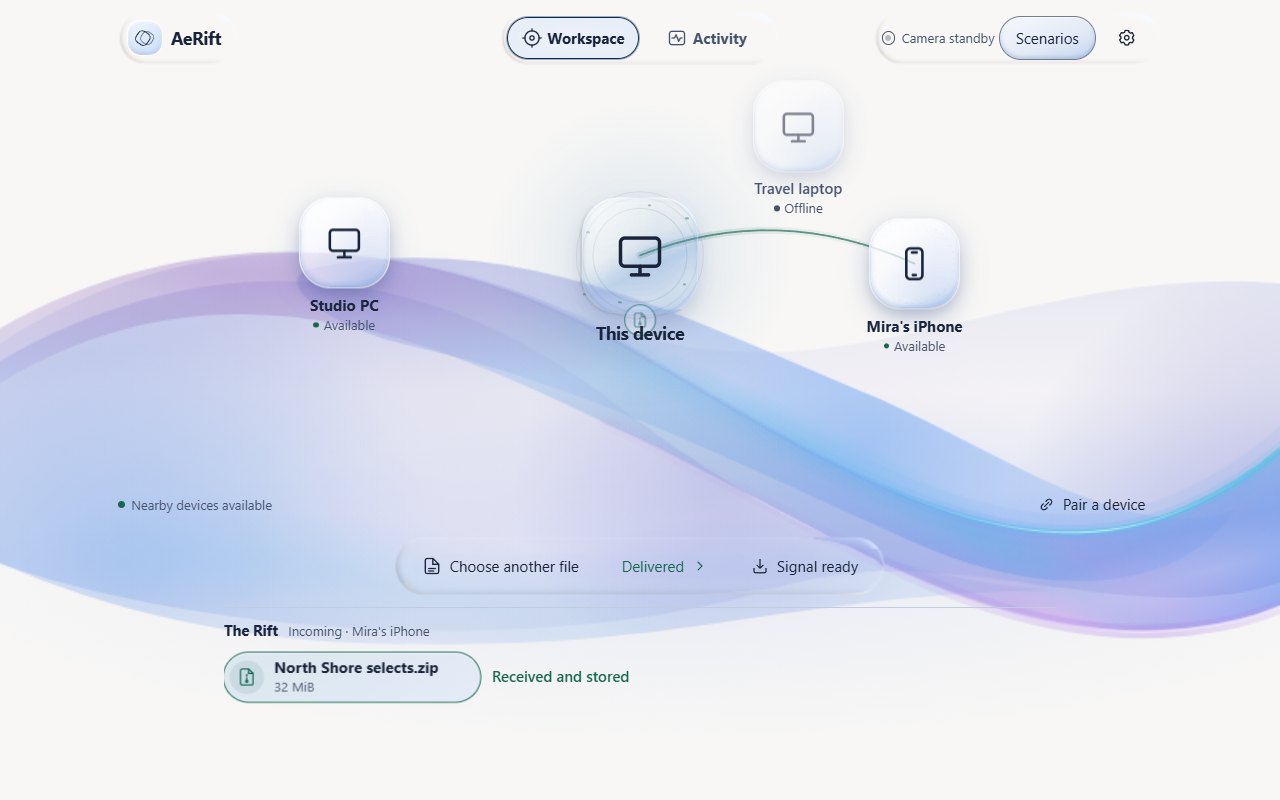 AeRift
Workspace
Activity
Camera standby
Scenarios
Travel laptop
Offline
Studio PC
Available
This device
Mira's iPhone
Available
Nearby devices available
Pair a device
Choose another file
Delivered
Signal ready
The Rift Incoming · Mira's iPhone
North Shore selects.zip
32 MiB
Received and stored